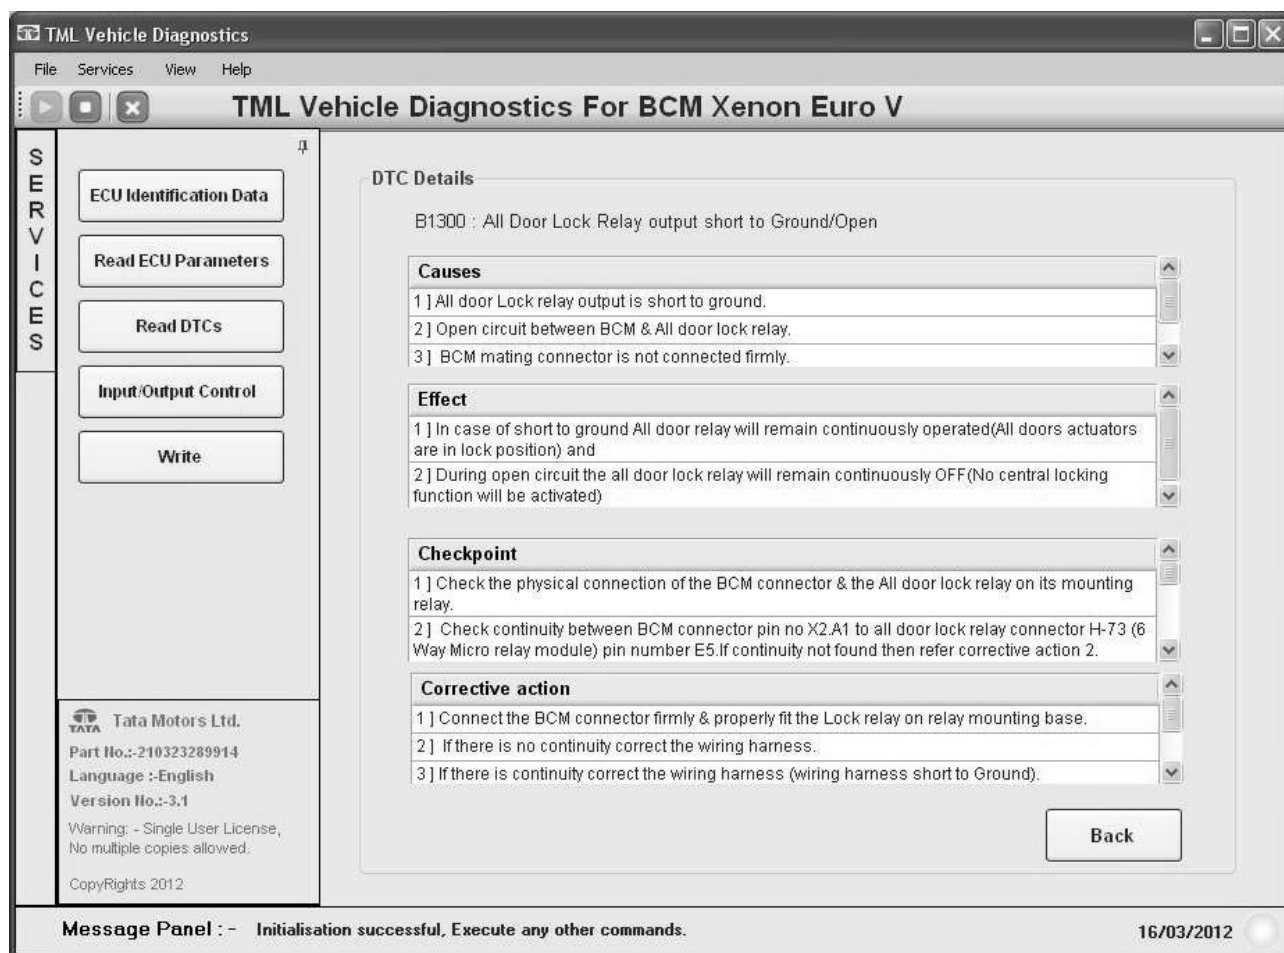 TML Vehicle Diagnostics
File Services View Help
TML Vehicle Diagnostics For BCM Xenon Euro V
SERVICES
ECU Identification Data
Read ECU Parameters
Read DTCs
Input/Output Control
Write
TATA Tata Motors Ltd.
Part No.:-210323289914
Language :-English
Version No.:-3.1
Warning: - Single User License,
No multiple copies allowed.
CopyRights 2012
DTC Details
B1300 : All Door Lock Relay output short to Ground/Open
Causes
1 ] All door Lock relay output is short to ground.
2 ] Open circuit between BCM & All door lock relay.
3 ] BCM mating connector is not connected firmly.
Effect
1 ] In case of short to ground All door relay will remain continuously operated(All doors actuators
are in lock position) and
2 ] During open circuit the all door lock relay will remain continuously OFF(No central locking
function will be activated)
Checkpoint
1 ] Check the physical connection of the BCM connector & the All door lock relay on its mounting
relay.
2 ] Check continuity between BCM connector pin no X2.A1 to all door lock relay connector H-73 (6
Way Micro relay module) pin number E5.If continuity not found then refer corrective action 2.
Corrective action
1 ] Connect the BCM connector firmly & properly fit the Lock relay on relay mounting base.
2 ] If there is no continuity correct the wiring harness.
3 ] If there is continuity correct the wiring harness (wiring harness short to Ground).
Back
Message Panel : - Initialisation successful, Execute any other commands.
16/03/2012